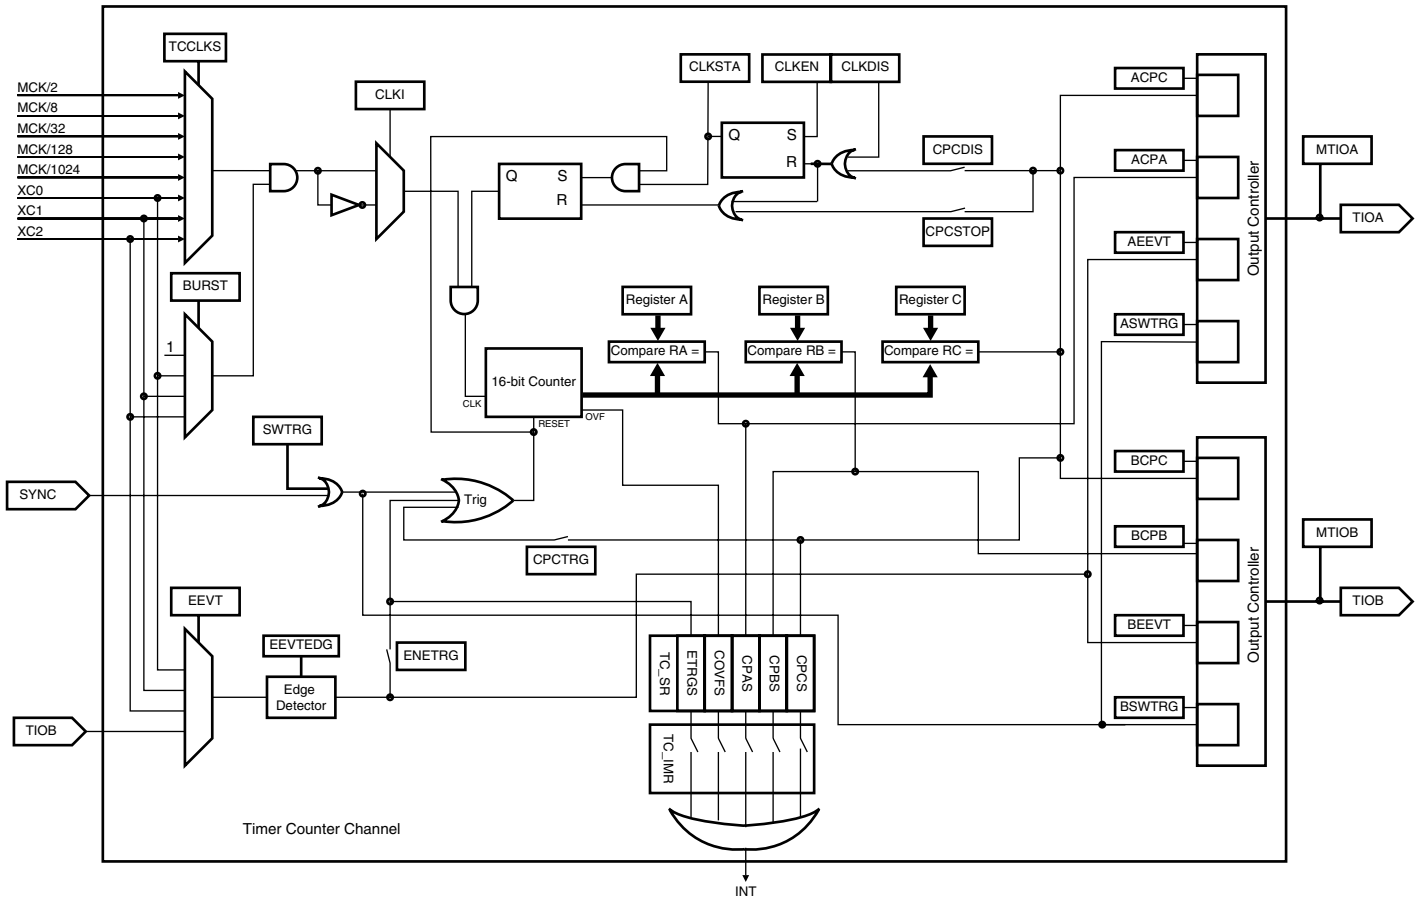 TCCLKS
MCK/2
MCK/8
MCK/32
MCK/128
MCK/1024
XC0
XC1
XC2
CLKI
CLKSTA
CLKEN
CLKDIS
Q
S
R
Q
S
R
CPCDIS
CPCSTOP
ACPC
ACPA
AEEVT
ASWTRG
Output Controller
MTIOA
TIOA
BURST
1
Register A
Register B
Register C
Compare RA =
Compare RB =
Compare RC =
16-bit Counter
CLK
RESET
OVF
SWTRG
SYNC
Trig
CPCTRG
BCPC
BCPB
BEEVT
BSWTRG
Output Controller
MTIOB
TIOB
EEVT
EEVTEDG
Edge
Detector
ENETRG
TIOB
TC_SR
ETRGS
COVFS
CPAS
CPBS
CPCS
TC_IMR
Timer Counter Channel
INT